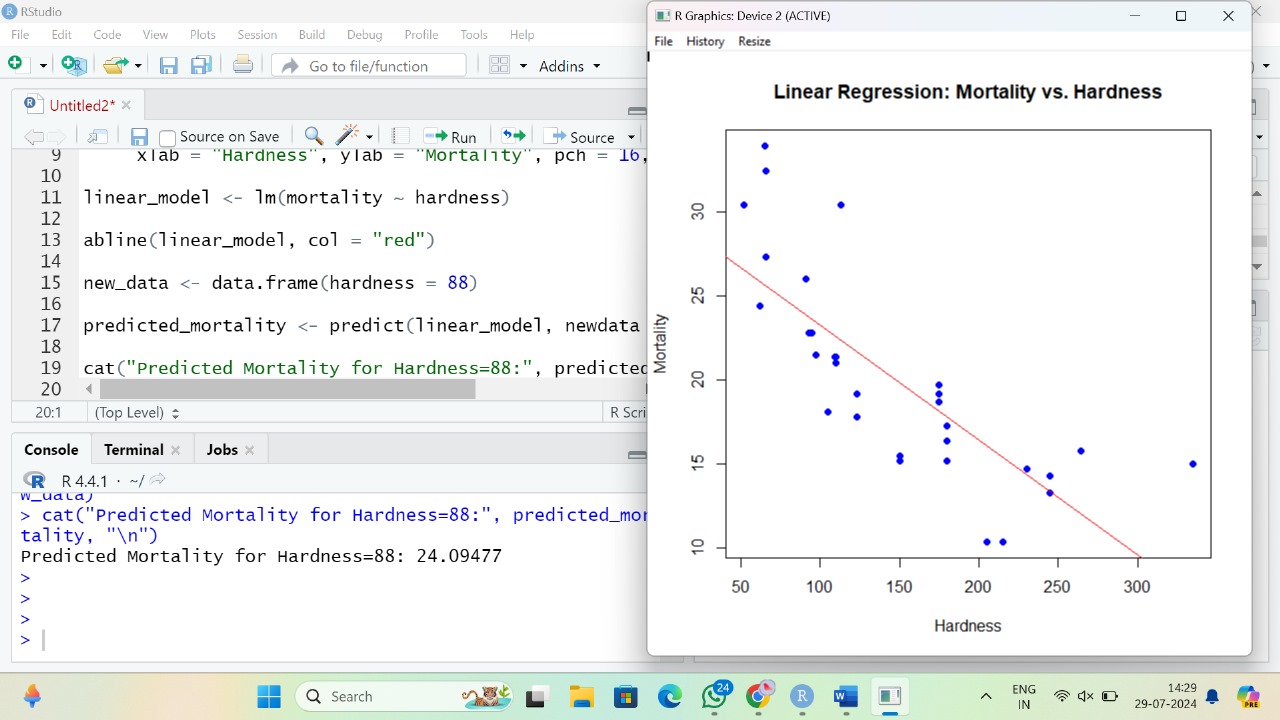 RStudio
File Edit Code View Plots Session Build Debug Profile Tools Help
Go to file/function Addins
Untitled2*
Source on Save Run Source
9 xlab = "Hardness", ylab = "Mortality", pch = 16,
10
11 linear_model <- lm(mortality ~ hardness)
12
13 abline(linear_model, col = "red")
14
15 new_data <- data.frame(hardness = 88)
16
17 predicted_mortality <- predict(linear_model, newdata
18
19 cat("Predicted Mortality for Hardness=88:", predicted
20
20:1 (Top Level) R Scri
Console Terminal Jobs
R 4.4.1 · ~/
w_data)
> cat("Predicted Mortality for Hardness=88:", predicted_mor
tality, "\n")
Predicted Mortality for Hardness=88: 24.09477
>
>
>
>
R Graphics: Device 2 (ACTIVE)
File History Resize
Linear Regression: Mortality vs. Hardness
Mortality
30
25
20
15
10
50 100 150 200 250 300
Hardness
Search
24
ENG
IN
14:29
29-07-2024
PRE